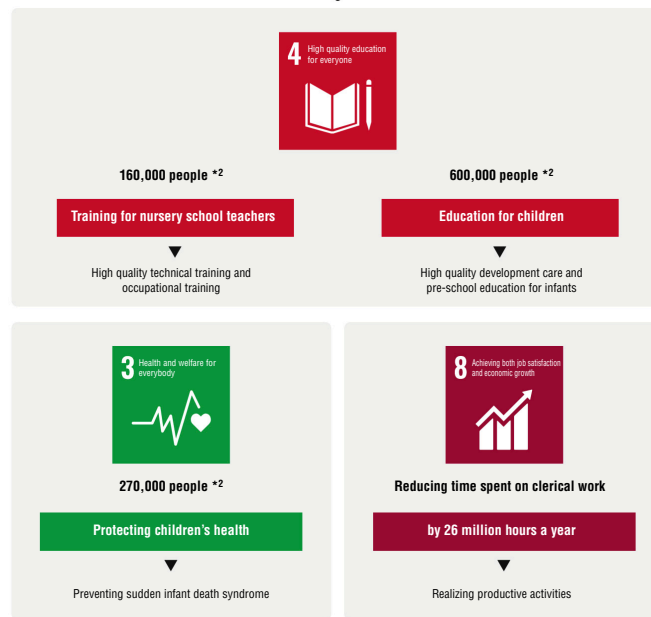 4 High quality education
for everyone
160,000 people *2
Training for nursery school teachers
High quality technical training and
occupational training
600,000 people *2
Education for children
High quality development care and
pre-school education for infants
3 Health and welfare for
everybody
270,000 people *2
Protecting children's health
Preventing sudden infant death syndrome
8 Achieving both job satisfaction
and economic growth
Reducing time spent on clerical work
by 26 million hours a year
Realizing productive activities